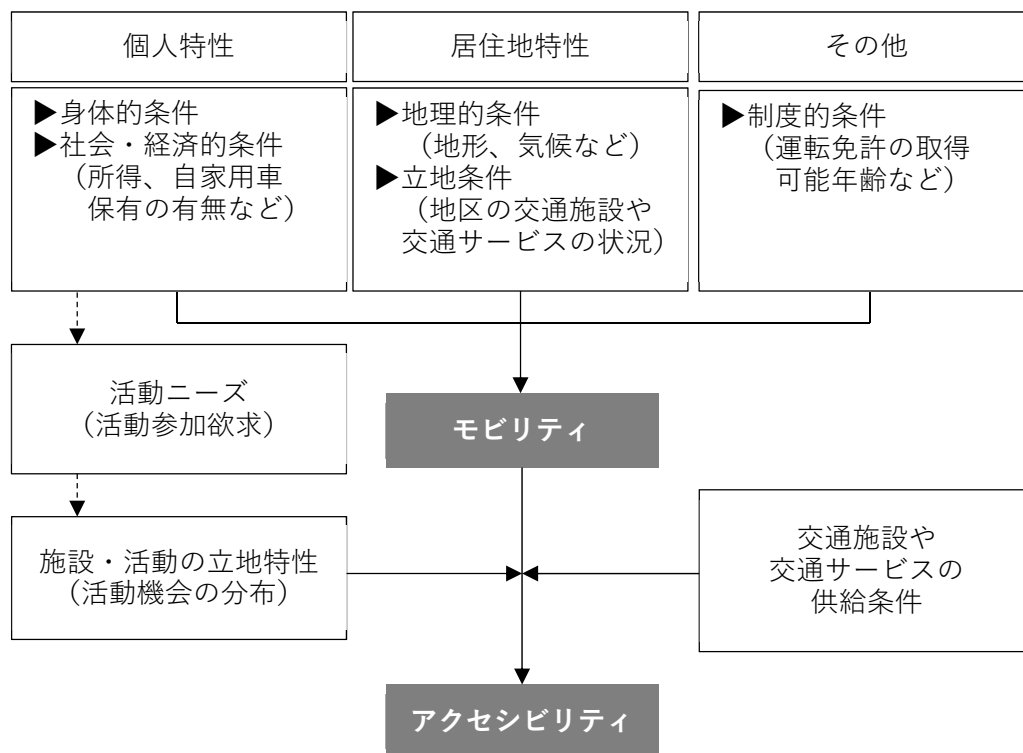 個人特性
居住地特性
その他
▶身体的条件
▶社会・経済的条件
（所得、自家用車
保有の有無など）
▶地理的条件
（地形、気候など）
▶立地条件
（地区の交通施設や
交通サービスの状況）
▶制度的条件
（運転免許の取得
可能年齢など）
活動ニーズ
（活動参加欲求）
モビリティ
施設・活動の立地特性
（活動機会の分布）
交通施設や
交通サービスの
供給条件
アクセシビリティ